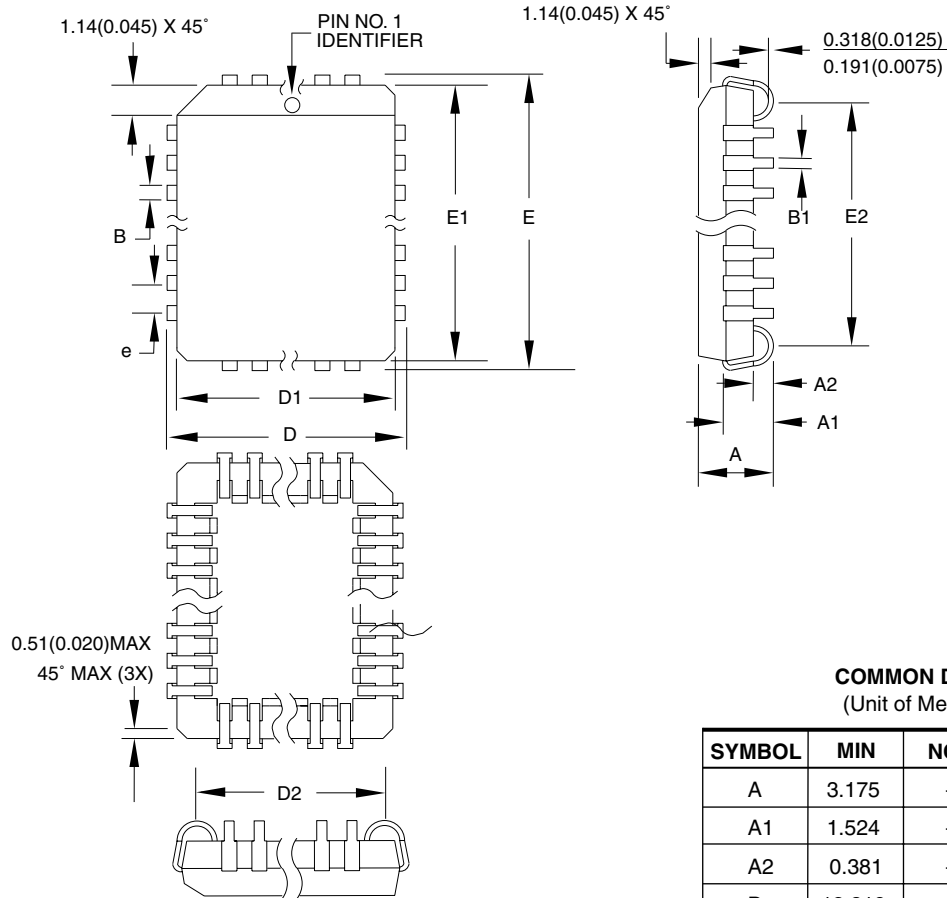 1.14(0.045) X 45˚
PIN NO. 1
IDENTIFIER
1.14(0.045) X 45˚
0.318(0.0125)
0.191(0.0075)
B
e
E1
E
B1
E2
D1
D
A2
A1
A
0.51(0.020)MAX
45˚ MAX (3X)
D2
COMMON D
(Unit of Me
SYMBOL MIN
A 3.175
A1 1.524
A2 0.381